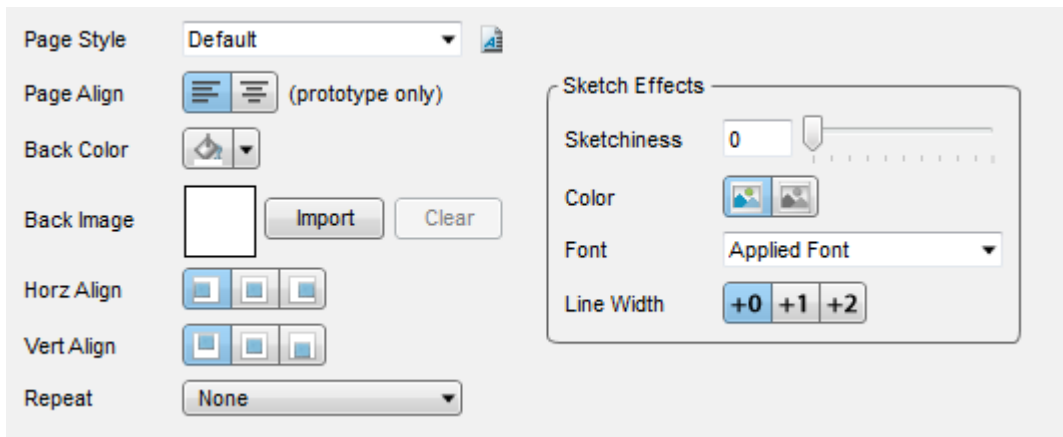 Page Style Default
Page Align (prototype only)
Back Color
Back Image Import Clear
Horz Align
Vert Align
Repeat None
Sketch Effects
Sketchiness 0
Color
Font Applied Font
Line Width +0 +1 +2